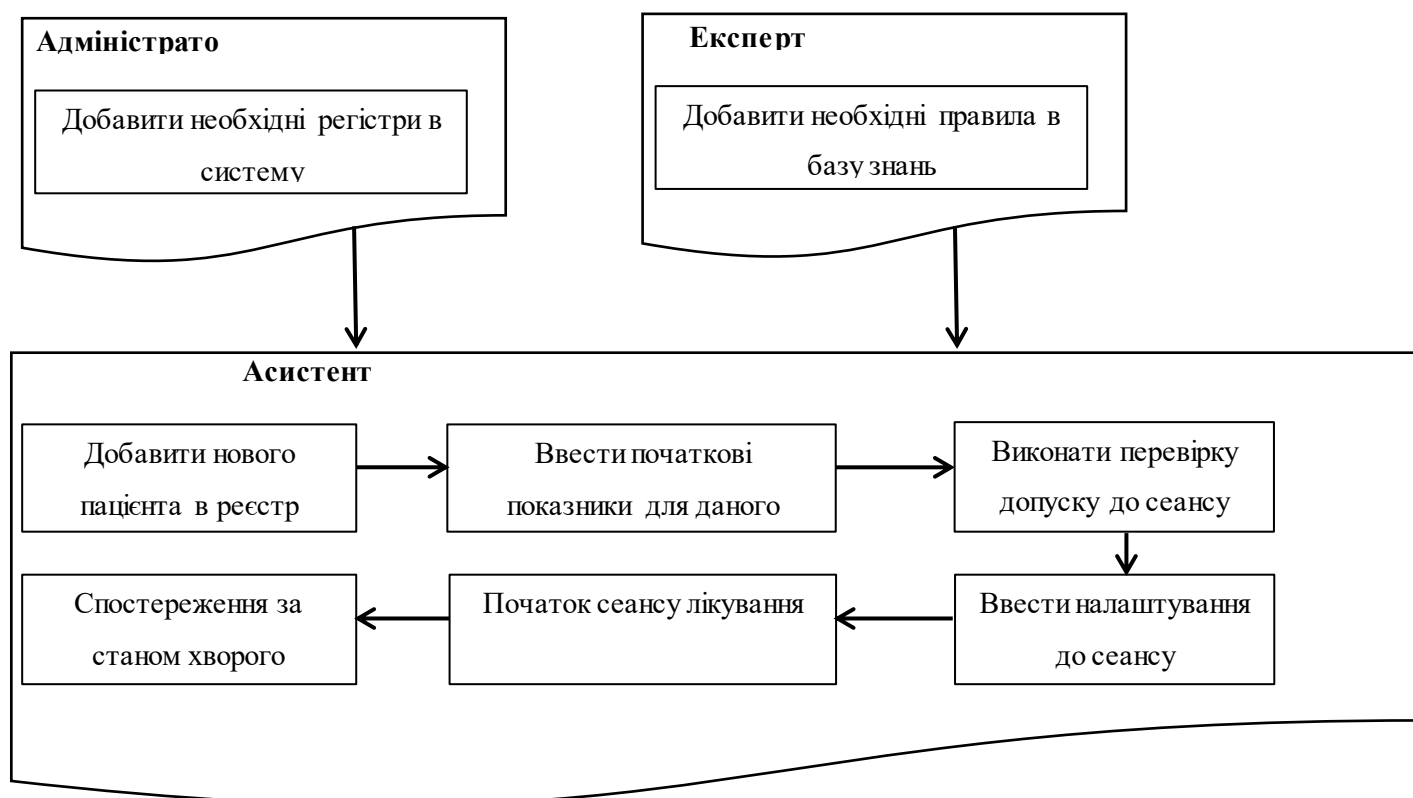 Адміністрато
Добавити необхідні регістри в
систему
Експерт
Добавити необхідні правила в
базу знань
Асистент
Добавити нового
пацієнта в реєстр
Ввести початкові
показники для даного
Виконати перевірку
допуску до сеансу
Ввести налаштування
до сеансу
Початок сеансу лікування
Спостереження за
станом хворого